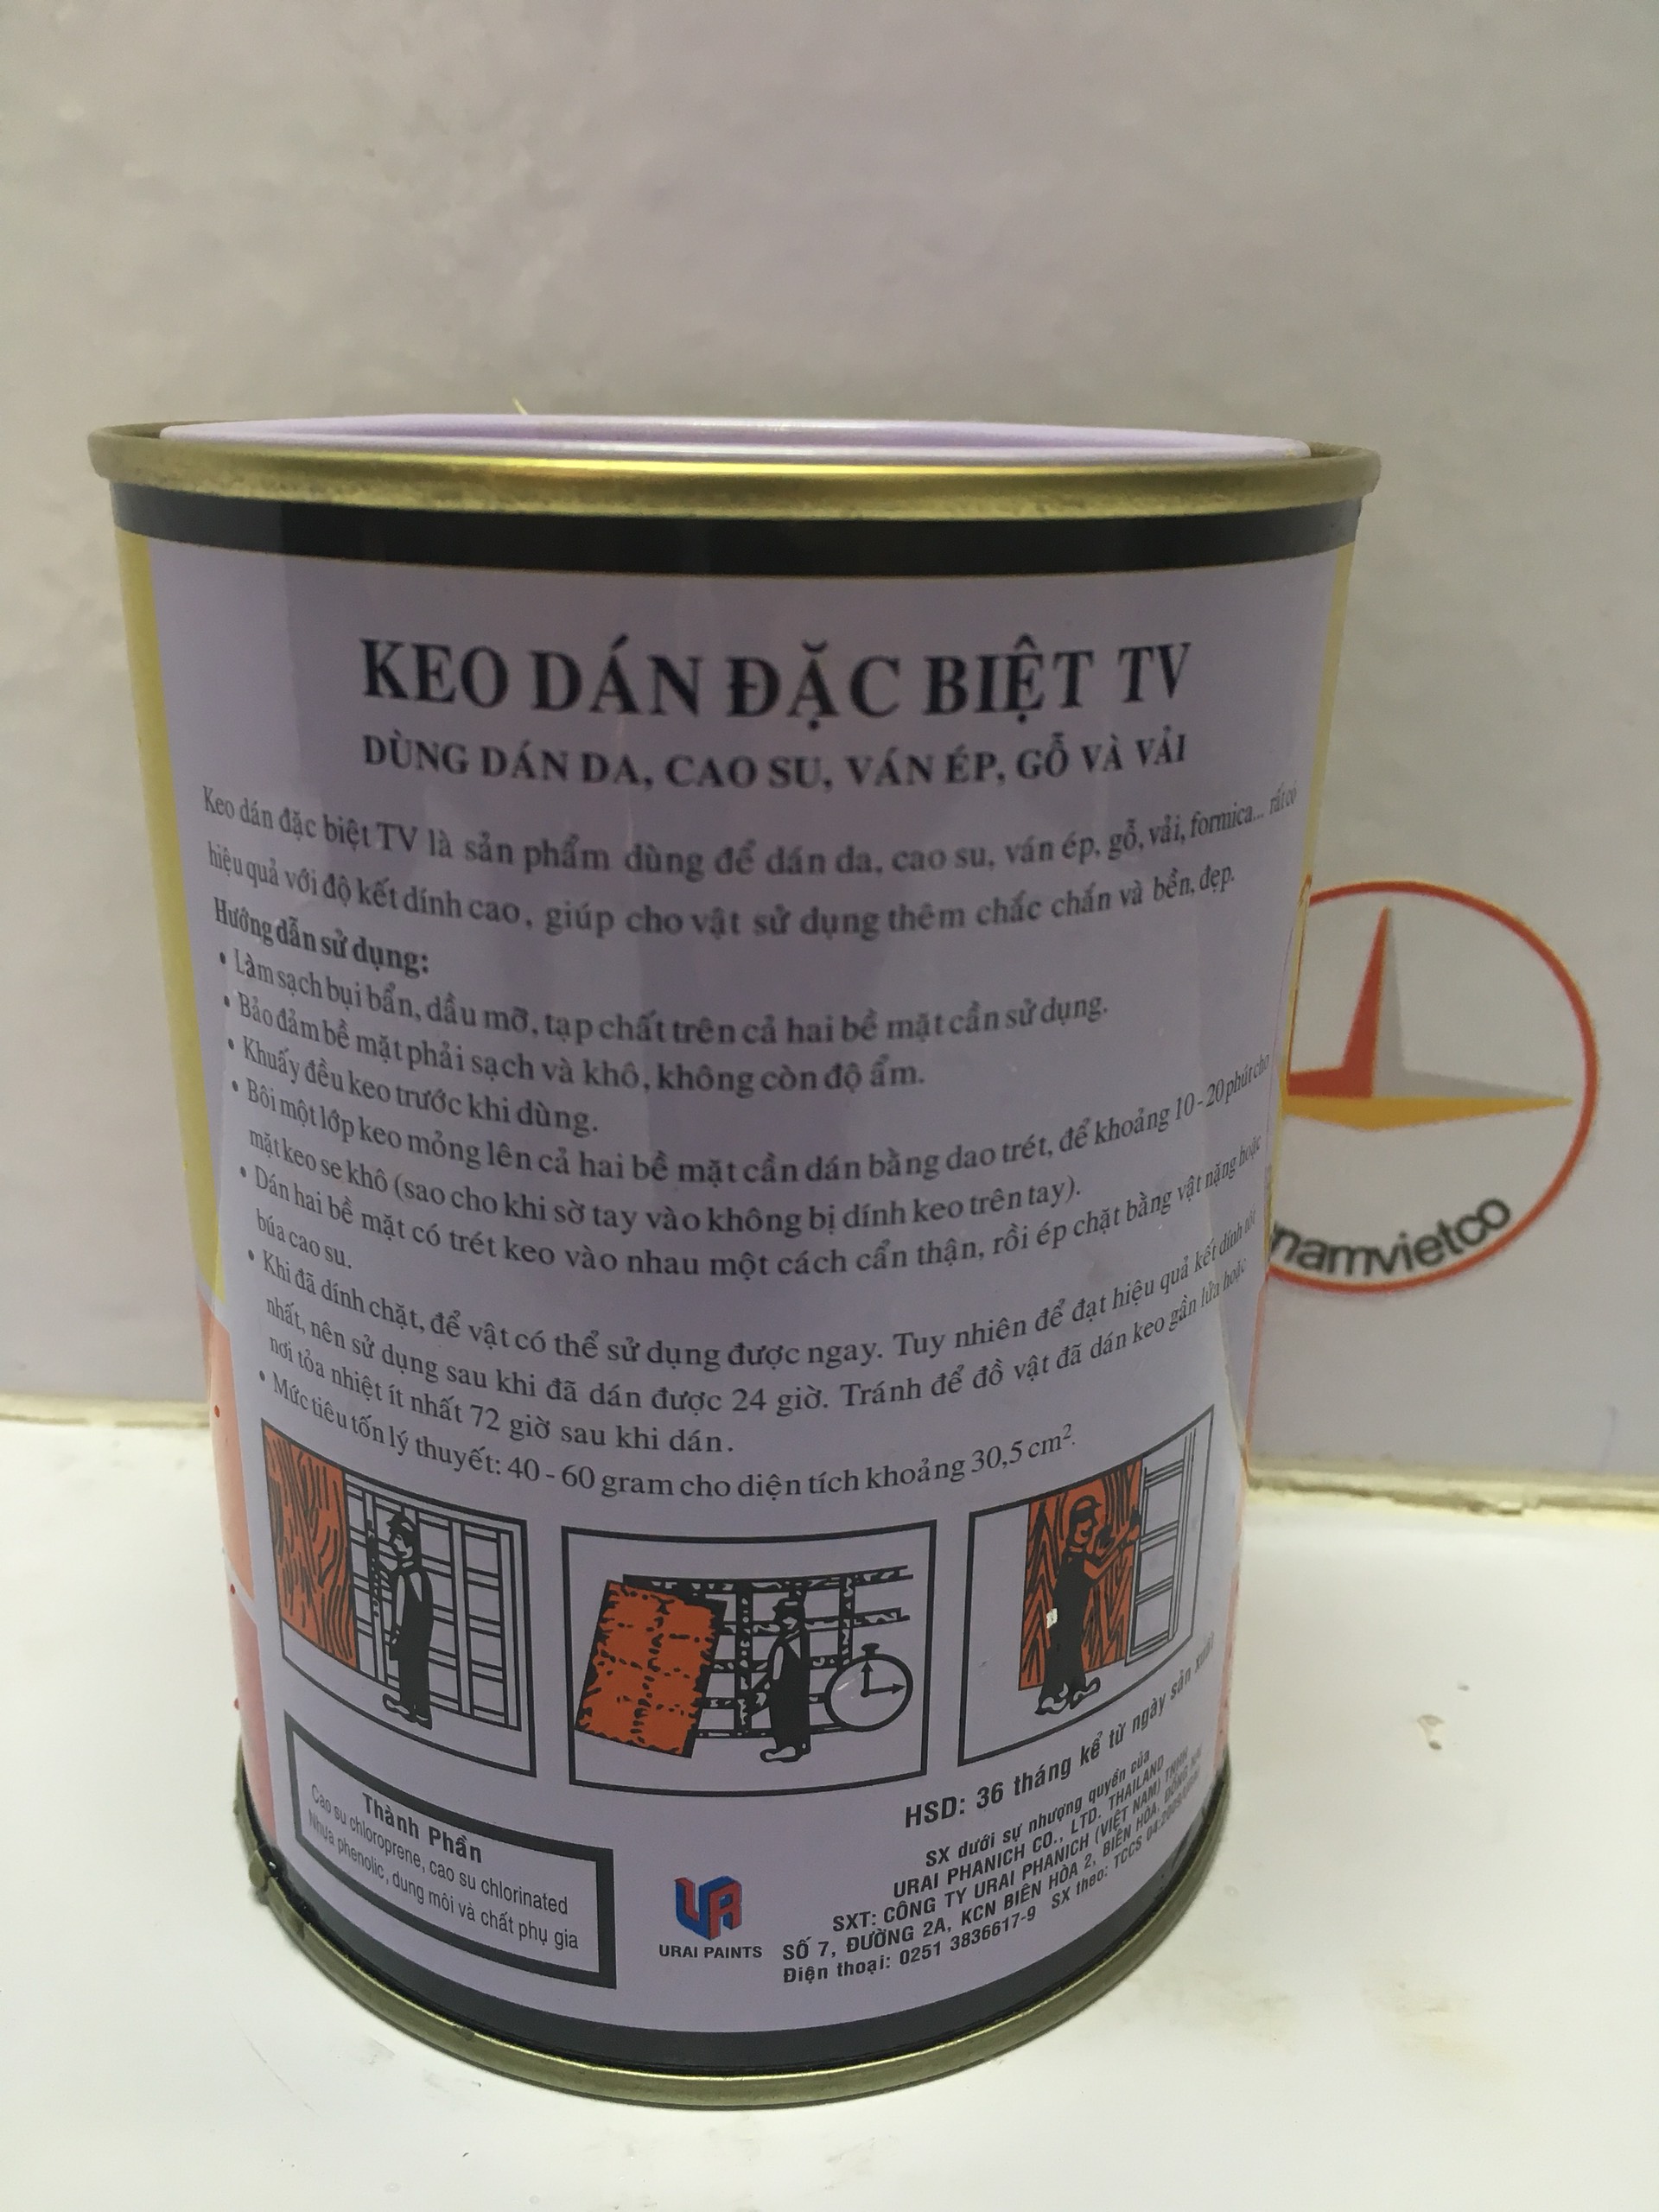 KEO DÁN ĐẶC BIỆT TV
DÙNG DÁN DA, CAO SU, VÁN ÉP, GỖ VÀ VẢI
Keo dán đặc biệt TV là sản phẩm dùng để dán da, cao su, ván ép, gỗ, vải, formica... rất có
hiệu quả với độ kết dính cao, giúp cho vật sử dụng thêm chắc chắn và bền, đẹp.
Hướng dẫn sử dụng:
• Làm sạch bụi bẩn, dầu mỡ, tạp chất trên cả hai bề mặt cần sử dụng.
• Bảo đảm bề mặt phải sạch và khô, không còn độ ẩm.
• Khuấy đều keo trước khi dùng.
• Bôi một lớp keo mỏng lên cả hai bề mặt cần dán bằng dao trét, để khoảng 10 - 20 phút cho
mặt keo se khô (sao cho khi sờ tay vào không bị dính keo trên tay).
• Dán hai bề mặt có trét keo vào nhau một cách cẩn thận, rồi ép chặt bằng vật nặng hoặc
búa cao su.
• Khi đã dính chặt, để vật có thể sử dụng được ngay. Tuy nhiên để đạt hiệu quả kết dính tốt
nhất, nên sử dụng sau khi đã dán được 24 giờ. Tránh để đồ vật đã dán keo gần lửa hoặc
nơi tỏa nhiệt ít nhất 72 giờ sau khi dán.
• Mức tiêu tốn lý thuyết: 40 - 60 gram cho diện tích khoảng 30,5 cm².
HSD: 36 tháng kể từ ngày sản xuất
Thành Phần
Cao su chloroprene, cao su chlorinated
Nhựa phenolic, dung môi và chất phụ gia
UR
URAI PAINTS
SX dưới sự nhượng quyền của
URAI PHANICH CO., LTD. THAILAND
SXT: CÔNG TY URAI PHANICH (VIỆT NAM) TNHH
SỐ 7, ĐƯỜNG 2A, KCN BIÊN HÒA 2, BIÊN HÒA, ĐỒNG NAI
Điện thoại: 0251 3836617-9 SX theo: TCCS 04:2009
namvietco